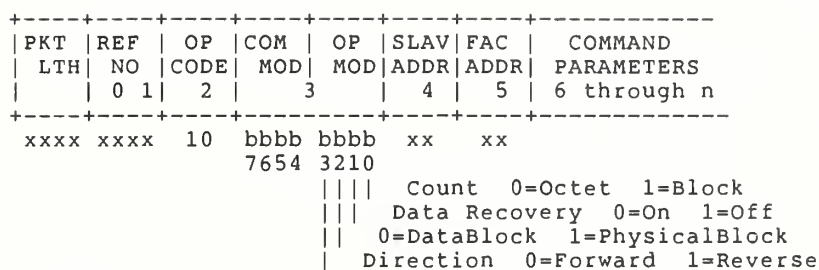 +----+----+----+----+----+----+----+-------------
|PKT |REF | OP |COM | OP |SLAV|FAC | COMMAND
| LTH| NO |CODE| MOD| MOD|ADDR|ADDR| PARAMETERS
| | 0 1| 2 | 3 | 4 | 5 | 6 through n
+----+----+----+---------+----+----+-------------
xxxx xxxx 10 bbbb bbbb xx xx
7654 3210
|||| Count 0=Octet 1=Block
||| Data Recovery 0=On 1=Off
|| 0=DataBlock 1=PhysicalBlock
| Direction 0=Forward 1=Reverse